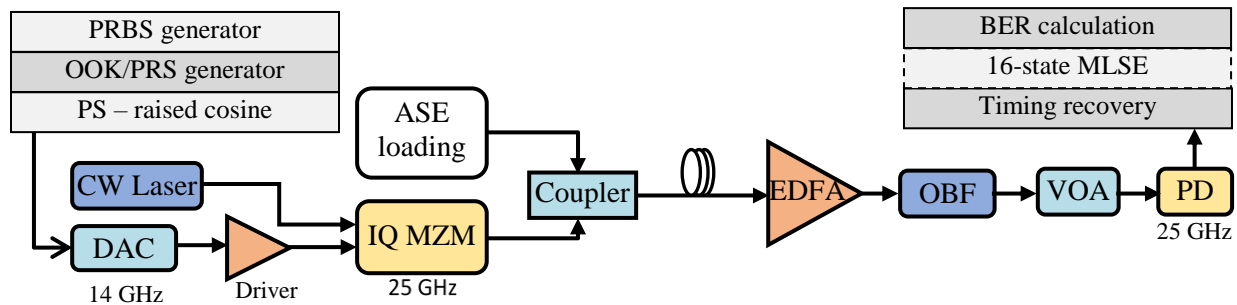 PRBS generator
OOK/PRS generator
PS – raised cosine
BER calculation
16-state MLSE
Timing recovery
ASE
loading
CW Laser
Coupler
EDFA
OBF
VOA
PD
25 GHz
DAC
14 GHz
Driver
IQ MZM
25 GHz